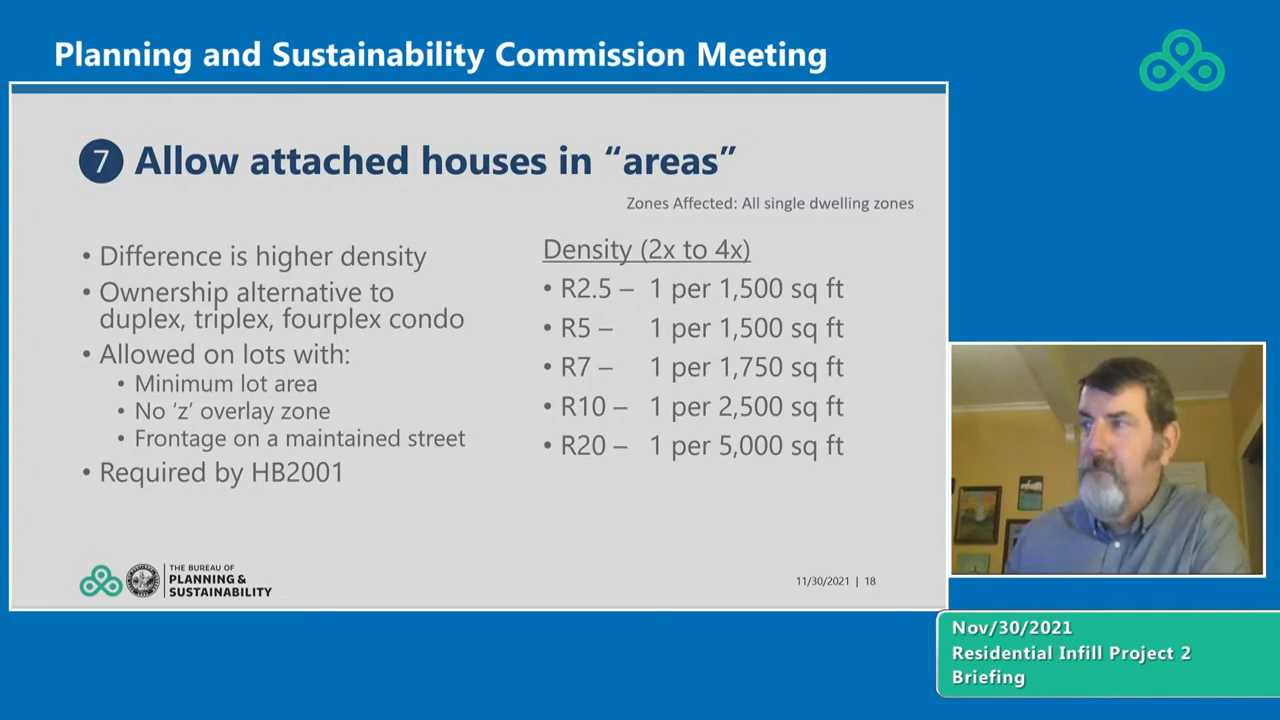 Planning and Sustainability Commission Meeting
7 Allow attached houses in “areas”
Zones Affected: All single dwelling zones
• Difference is higher density
• Ownership alternative to
duplex, triplex, fourplex condo
• Allowed on lots with:
• Minimum lot area
• No ‘z’ overlay zone
• Frontage on a maintained street
• Required by HB2001
Density (2x to 4x)
• R2.5 – 1 per 1,500 sq ft
• R5 – 1 per 1,500 sq ft
• R7 – 1 per 1,750 sq ft
• R10 – 1 per 2,500 sq ft
• R20 – 1 per 5,000 sq ft
THE BUREAU OF
PLANNING &
SUSTAINABILITY
11/30/2021 | 18
Nov/30/2021
Residential Infill Project 2
Briefing